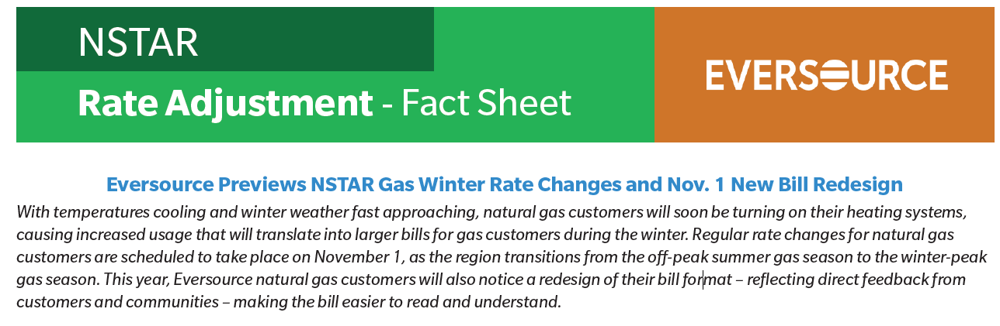 NSTAR
Rate Adjustment - Fact Sheet
EVERSOURCE
Eversource Previews NSTAR Gas Winter Rate Changes and Nov. 1 New Bill Redesign
With temperatures cooling and winter weather fast approaching, natural gas customers will soon be turning on their heating systems,
causing increased usage that will translate into larger bills for gas customers during the winter. Regular rate changes for natural gas
customers are scheduled to take place on November 1, as the region transitions from the off-peak summer gas season to the winter-peak
gas season. This year, Eversource natural gas customers will also notice a redesign of their bill format – reflecting direct feedback from
customers and communities – making the bill easier to read and understand.